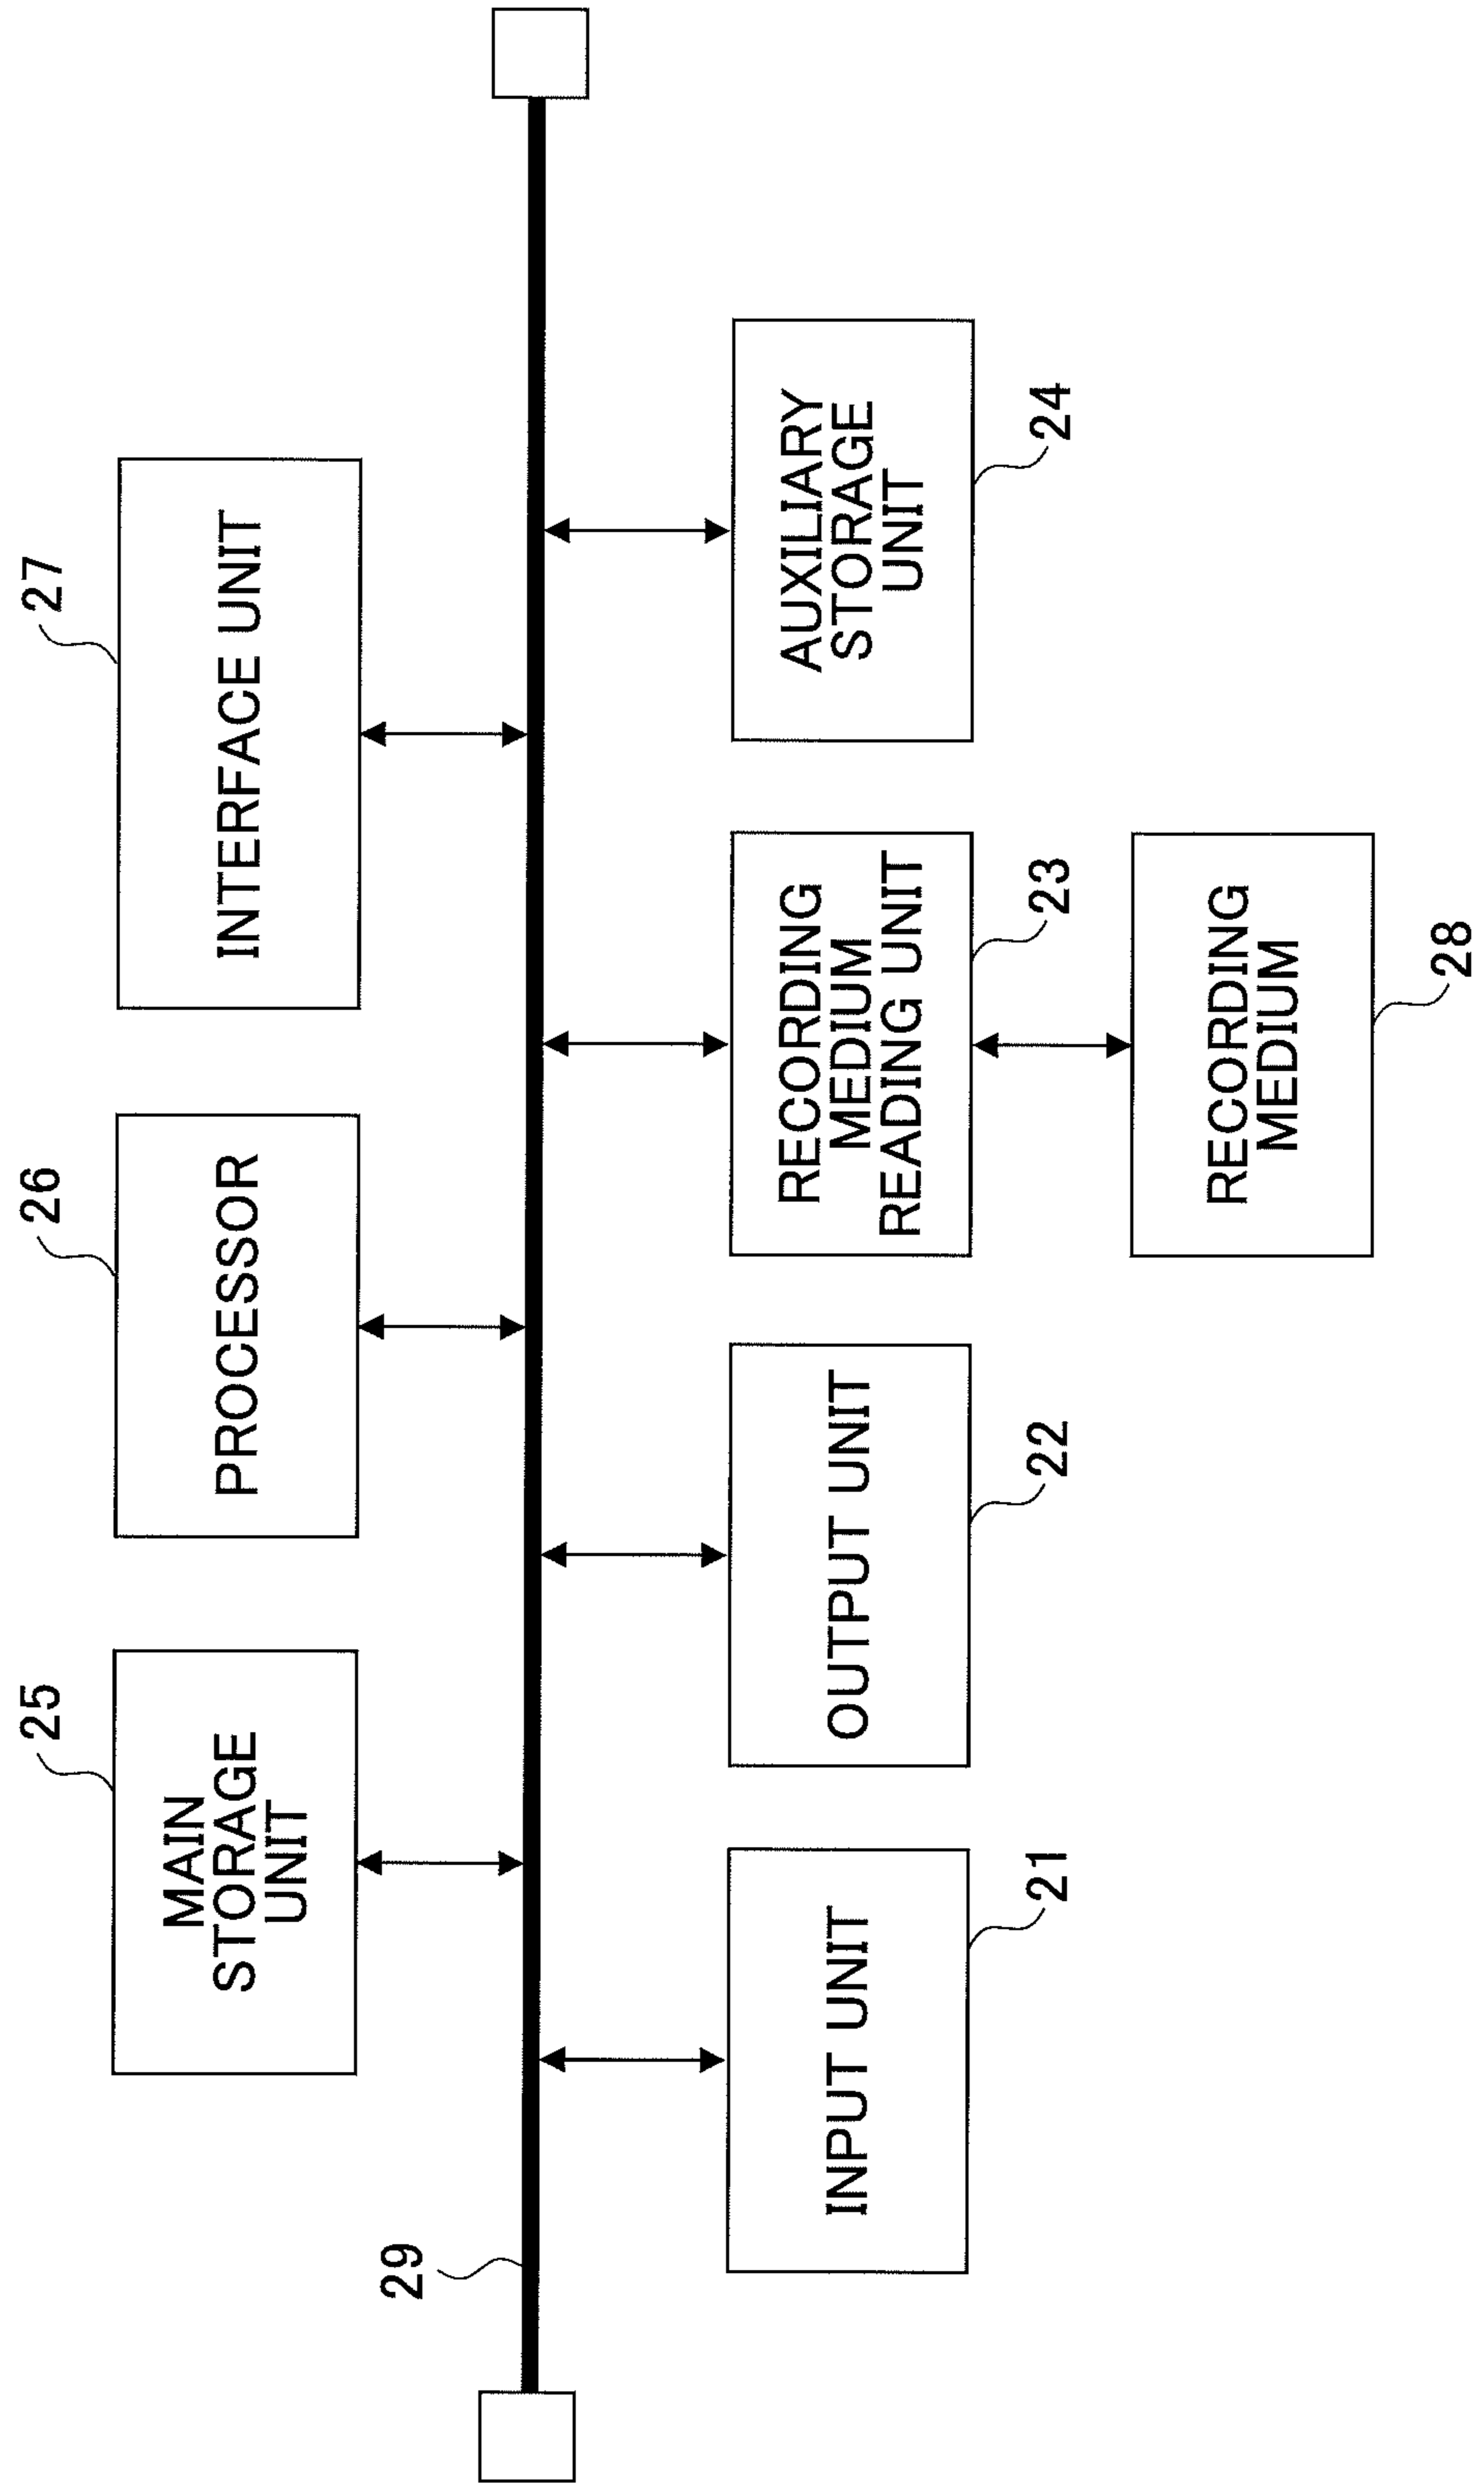 25
MAIN
STORAGE
UNIT
26
PROCESSOR
27
INTERFACE UNIT
29
INPUT UNIT
21
OUTPUT UNIT
22
RECORDING
MEDIUM
READING UNIT
23
AUXILIARY
STORAGE
UNIT
24
RECORDING
MEDIUM
28